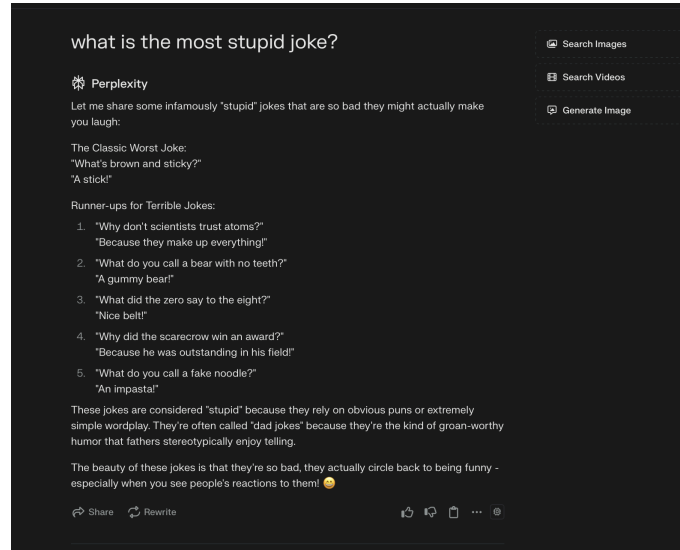 what is the most stupid joke?
Perplexity
Let me share some infamously "stupid" jokes that are so bad they might actually make
you laugh:
The Classic Worst Joke:
"What's brown and sticky?"
"A stick!"
Runner-ups for Terrible Jokes:
1. "Why don't scientists trust atoms?"
"Because they make up everything!"
2. "What do you call a bear with no teeth?"
"A gummy bear!"
3. "What did the zero say to the eight?"
"Nice belt!"
4. "Why did the scarecrow win an award?"
"Because he was outstanding in his field!"
5. "What do you call a fake noodle?"
"An impasta!"
These jokes are considered "stupid" because they rely on obvious puns or extremely
simple wordplay. They're often called "dad jokes" because they're the kind of groan-worthy
humor that fathers stereotypically enjoy telling.
The beauty of these jokes is that they're so bad, they actually circle back to being funny -
especially when you see people's reactions to them! 😄
Share Rewrite
Search Images
Search Videos
Generate Image